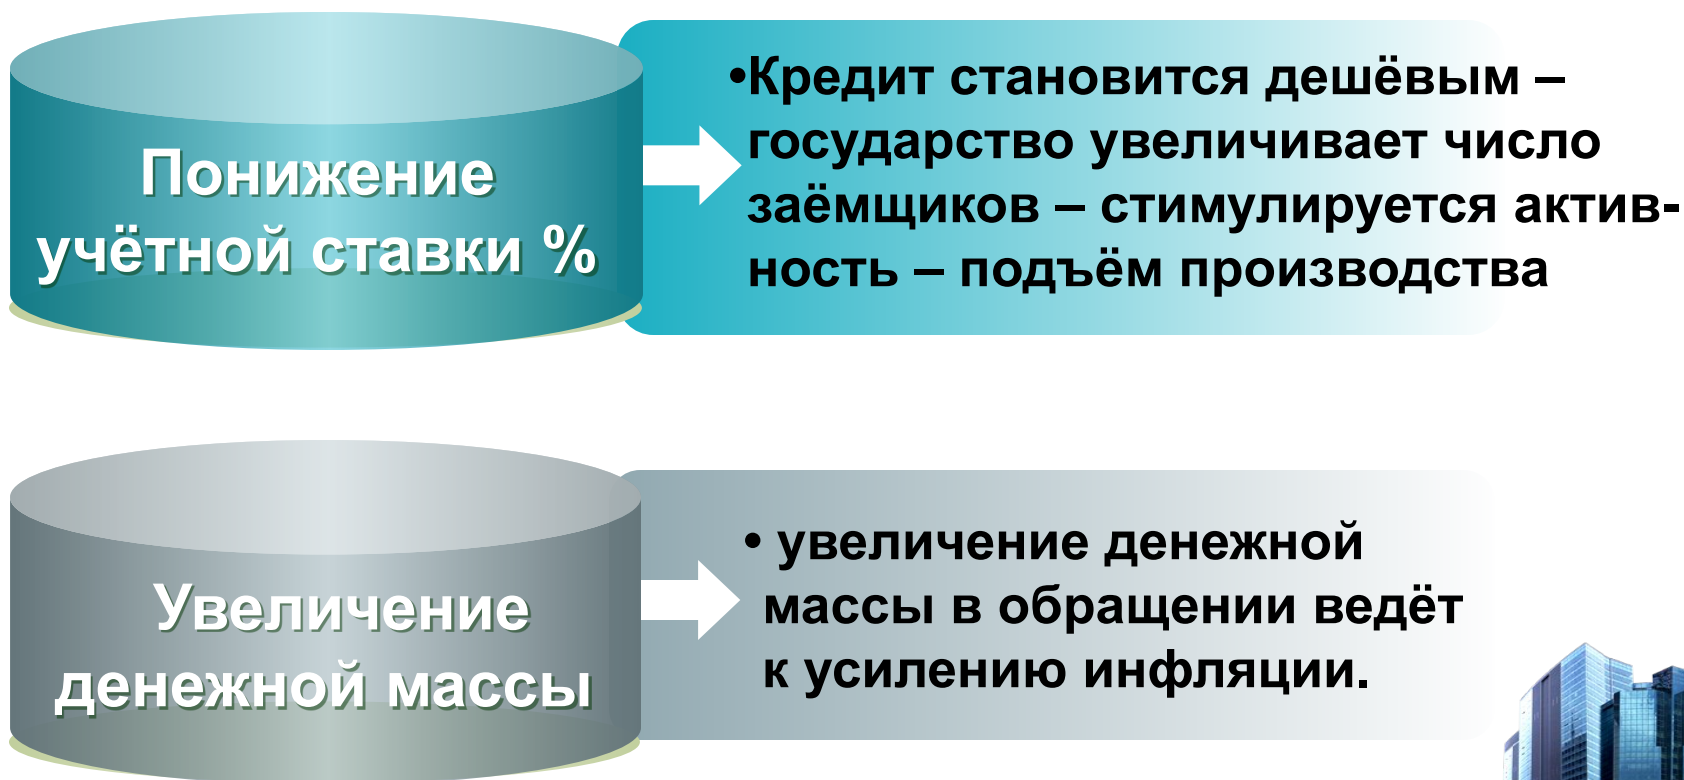 Понижение
учётной ставки %
•Кредит становится дешёвым –
государство увеличивает число
заёмщиков – стимулируется актив-
ность – подъём производства
Увеличение
денежной массы
• увеличение денежной
массы в обращении ведёт
к усилению инфляции.